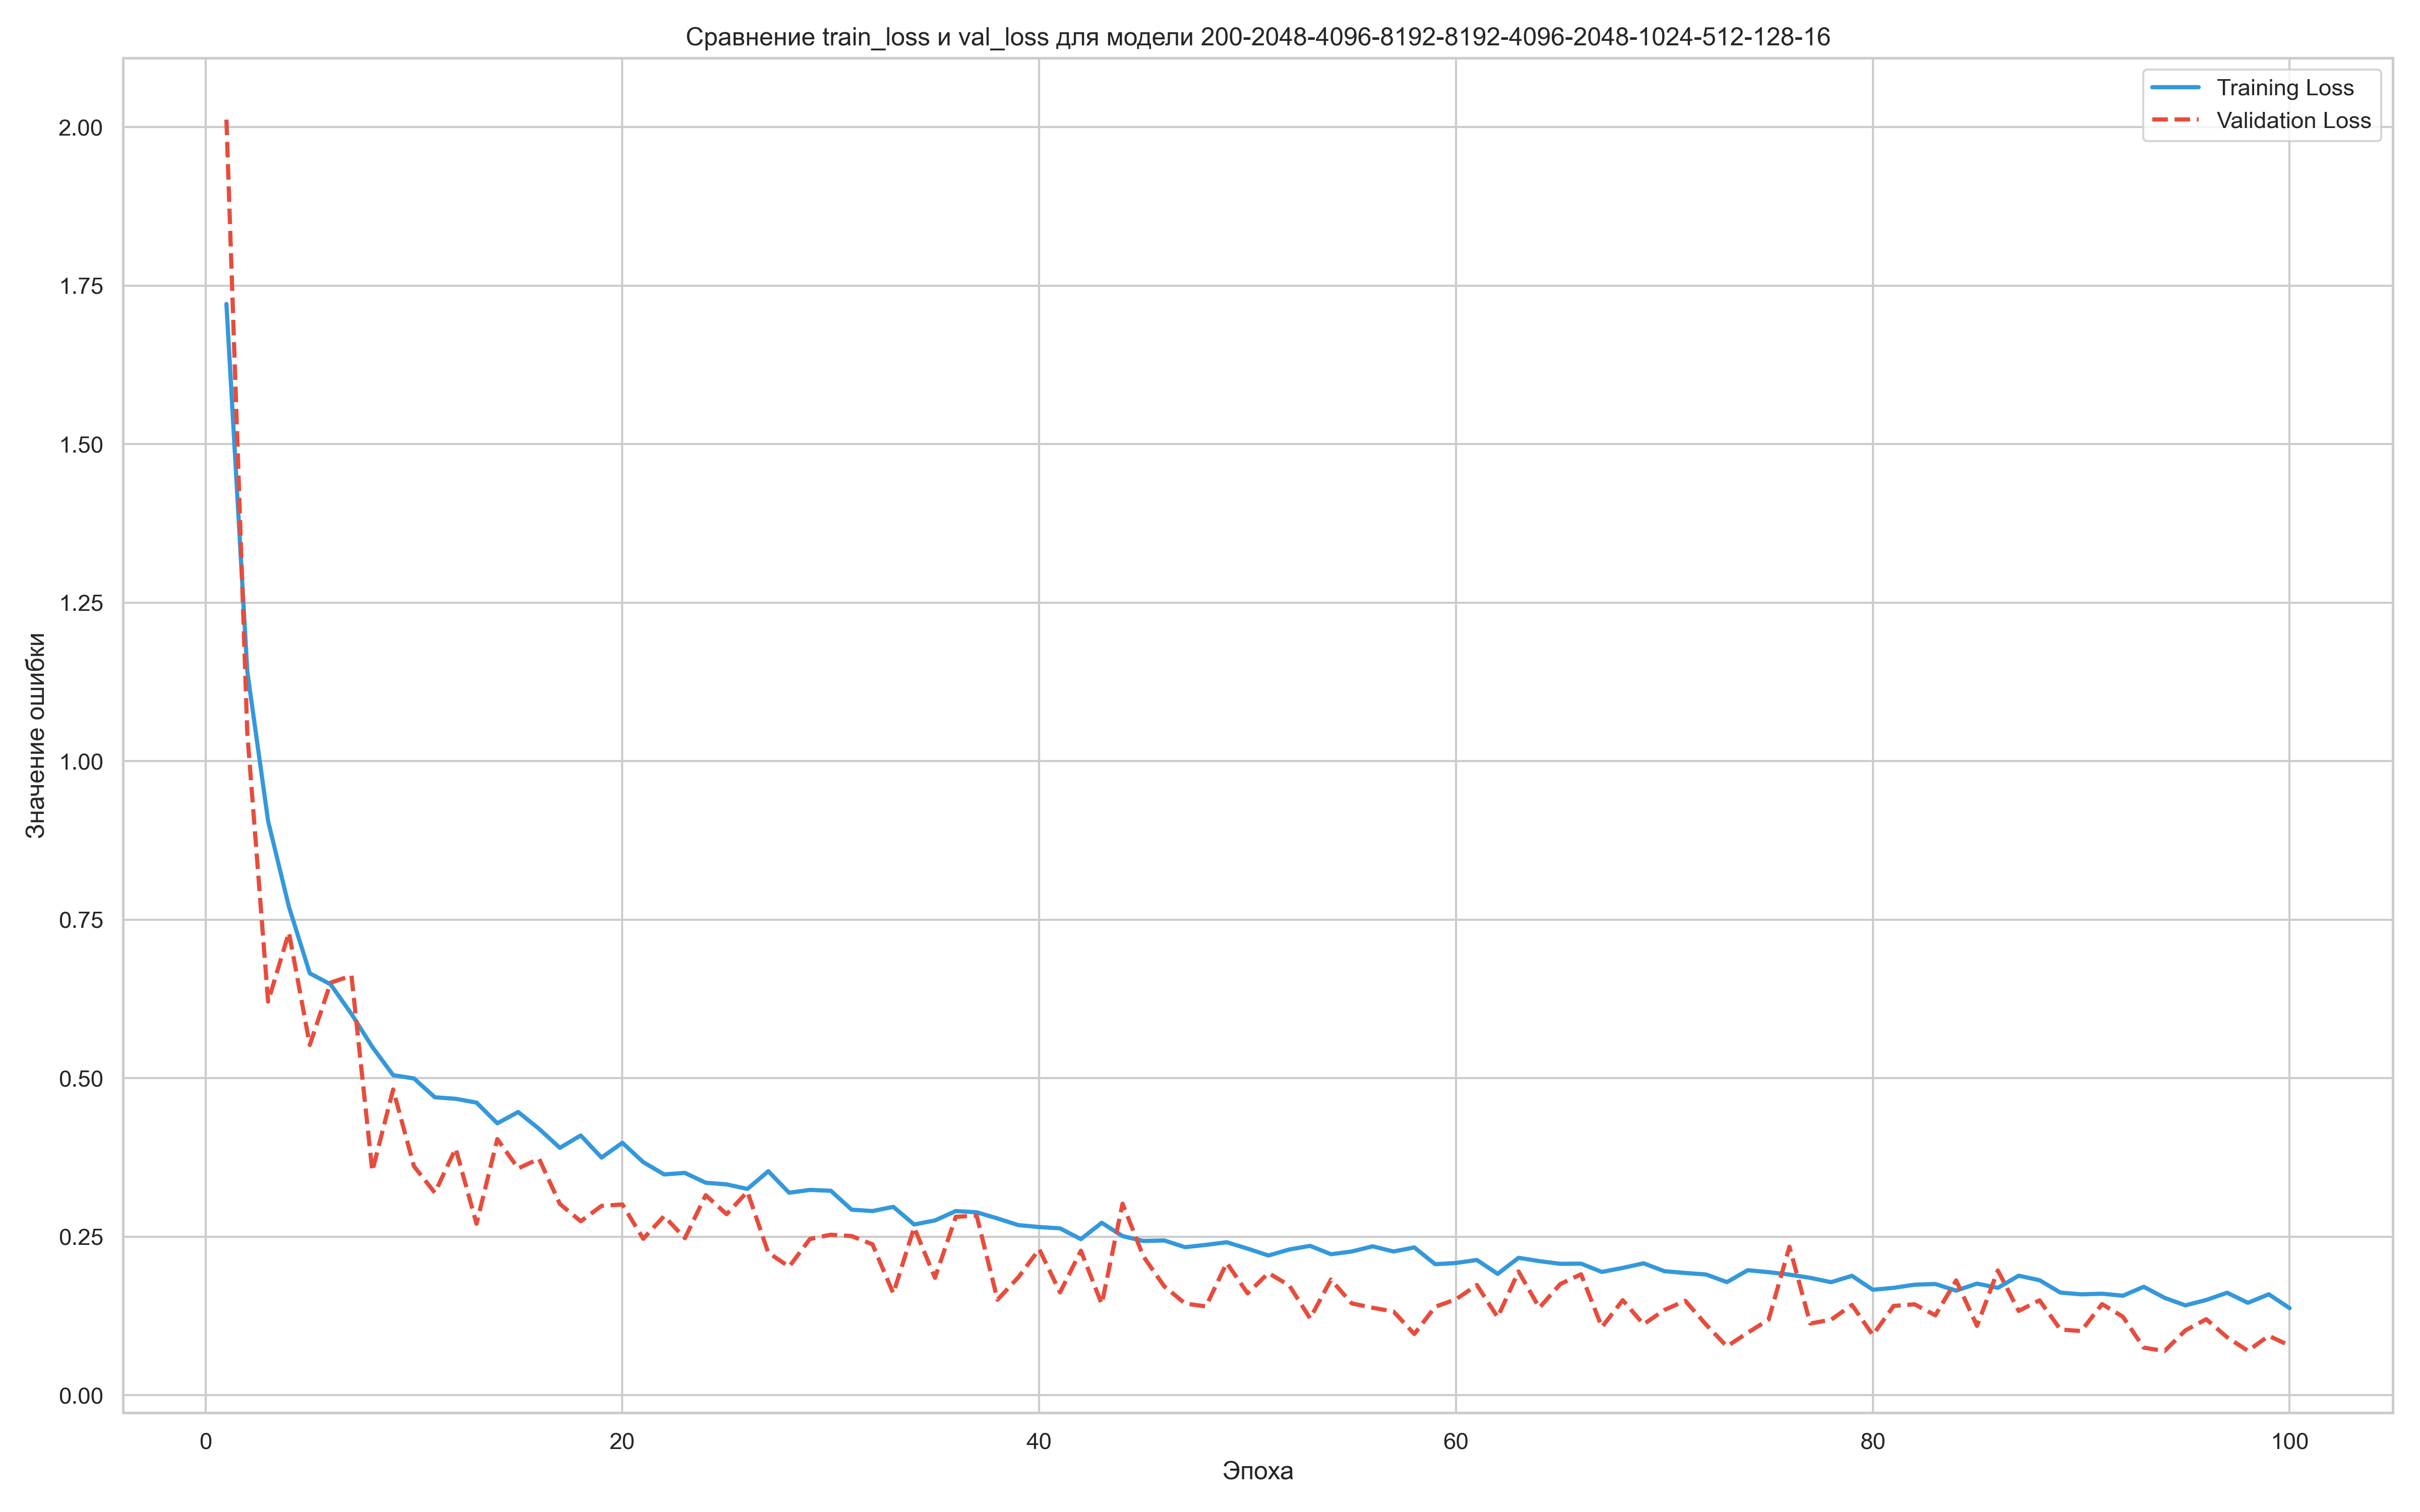 Сравнение train_loss и val_loss для модели 200-2048-4096-8192-8192-4096-2048-1024-512-128-16
Training Loss
Validation Loss
2.00
1.75
1.50
1.25
1.00
0.75
0.50
0.25
0.00
Значение ошибки
0 20 40 60 80 100
Эпоха